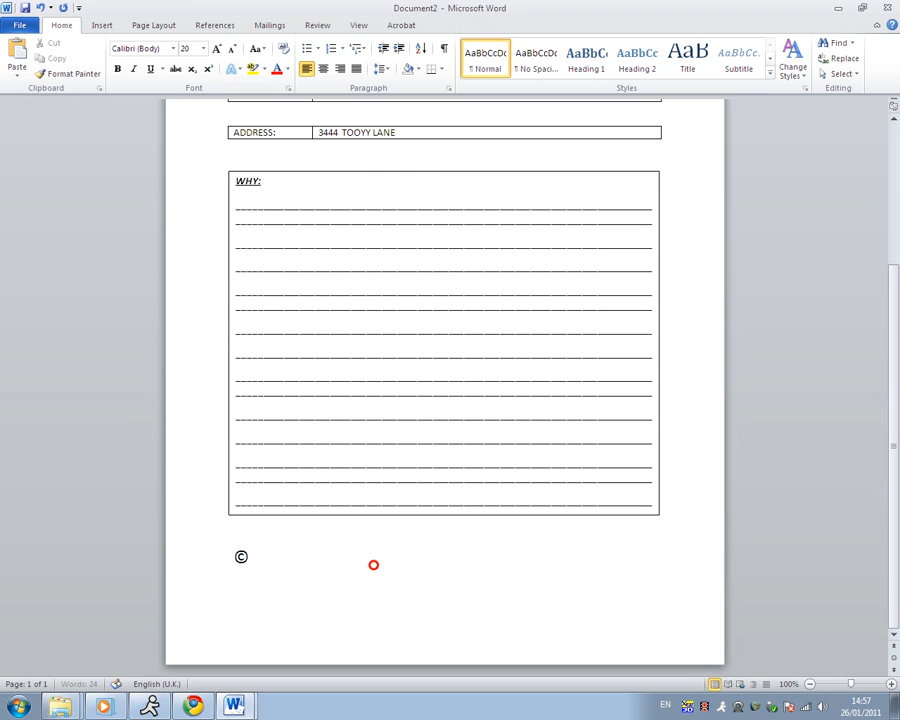 Document2 - Microsoft Word
File Home Insert Page Layout References Mailings Review View Acrobat
Paste Cut Copy Format Painter Clipboard
Calibri (Body) 20 Font
Paragraph
AaBbCcDc ¶ Normal AaBbCcDc ¶ No Spaci... AaBbC Heading 1 AaBbCc Heading 2 AaB Title AaBbCc. Subtitle Change Styles Styles
Find Replace Select Editing
ADDRESS: 3444 TOOYY LANE
WHY:
©
Page: 1 of 1 Words: 24 English (U.K.) 100%
EN 14:57
26/01/2011